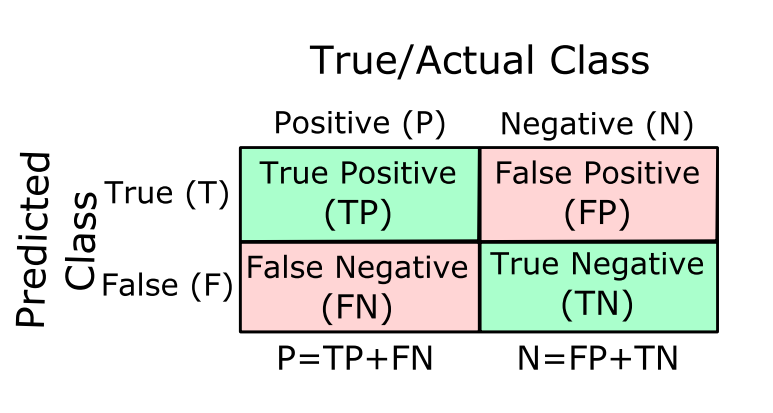 True/Actual Class
Positive (P)
Negative (N)
Predicted
Class
True (T)
True Positive
(TP)
False Positive
(FP)
False (F)
False Negative
(FN)
True Negative
(TN)
P=TP+FN
N=FP+TN